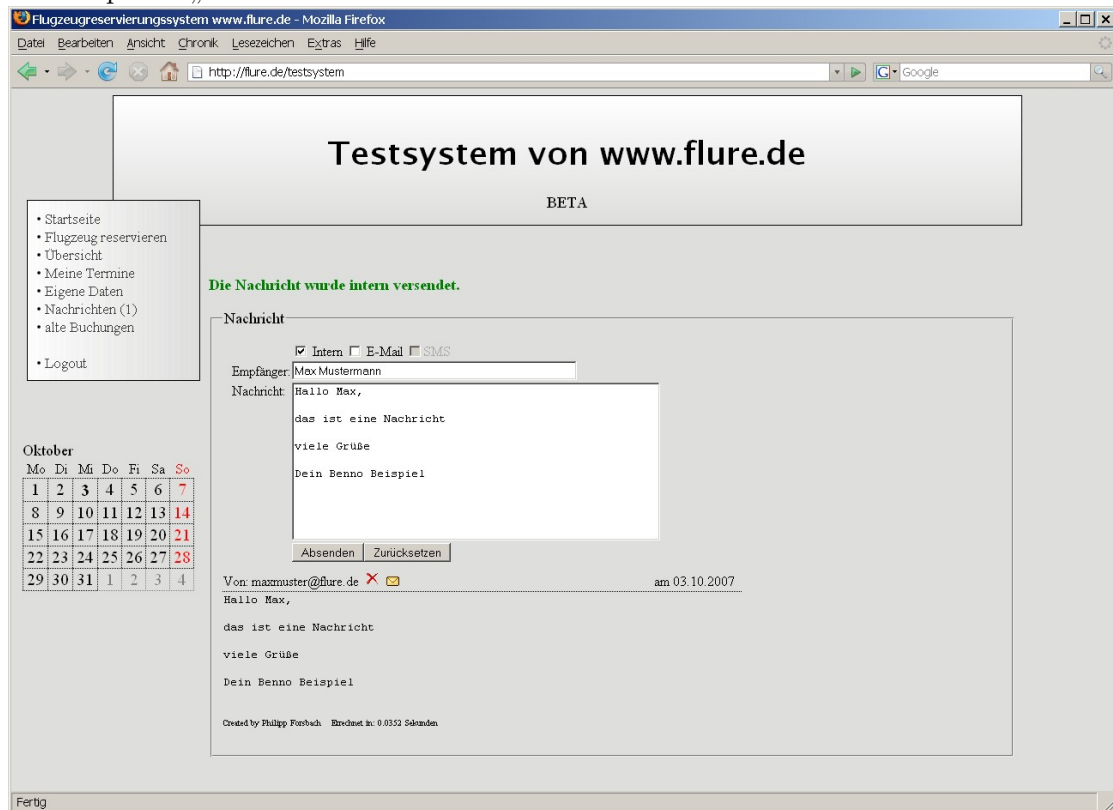 Flugzeugreservierungssystem www.flure.de - Mozilla Firefox
Datei Bearbeiten Ansicht Chronik Lesezeichen Extras Hilfe
http://flure.de/testsystem
G Google
Testsystem von www.flure.de
BETA
• Startseite
• Flugzeug reservieren
• Übersicht
• Meine Termine
• Eigene Daten
• Nachrichten (1)
• alte Buchungen
• Logout
Oktober
Mo Di Mi Do Fi Sa So
1 2 3 4 5 6 7
8 9 10 11 12 13 14
15 16 17 18 19 20 21
22 23 24 25 26 27 28
29 30 31 1 2 3 4
Die Nachricht wurde intern versendet.
Nachricht
Intern E-Mail SMS
Empfänger: Max Mustermann
Nachricht: Hallo Max,
das ist eine Nachricht
viele Grüße
Dein Benno Beispiel
Absenden Zurücksetzen
Von: maxmuster@flure.de am 03.10.2007
Hallo Max,
das ist eine Nachricht
viele Grüße
Dein Benno Beispiel
Created by Philipp Forsbach Errechnet in: 0.0352 Sekunden
Fertig